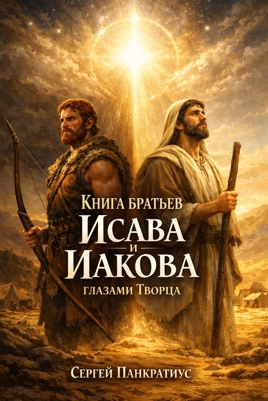 Книга братьев
Исава
и
Иакова
глазами Творца
Сергей Панкратиус